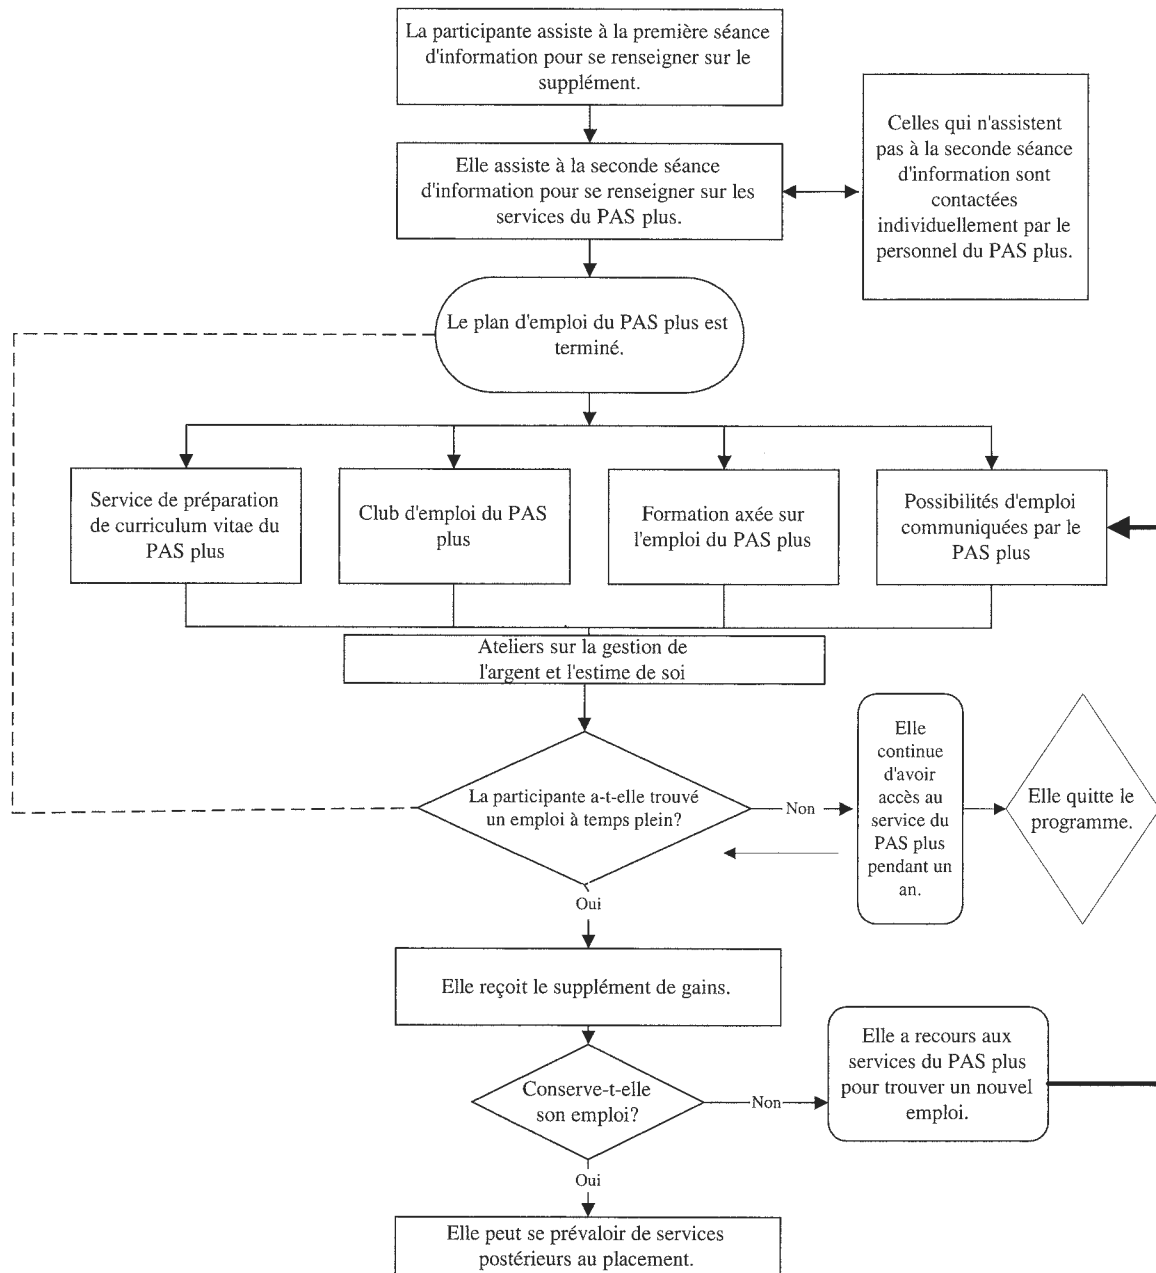 La participante assiste à la première séance
d'information pour se renseigner sur le
supplément.
Celles qui n'assistent
pas à la seconde séance
d'information sont
contactées
individuellement par le
personnel du PAS plus.
Elle assiste à la seconde séance
d'information pour se renseigner sur les
services du PAS plus.
Le plan d'emploi du PAS plus est
terminé.
Service de préparation
de curriculum vitae du
PAS plus
Club d'emploi du PAS
plus
Formation axée sur
l'emploi du PAS plus
Possibilités d'emploi
communiquées par le
PAS plus
Ateliers sur la gestion de
l'argent et l'estime de soi
La participante a-t-elle trouvé
un emploi à temps plein?
Non
Elle
continue
d'avoir
accès au
service du
PAS plus
pendant un
an.
Elle quitte le
programme.
Oui
Elle reçoit le supplément de gains.
Conserve-t-elle
son emploi?
Non
Elle a recours aux
services du PAS plus
pour trouver un nouvel
emploi.
Oui
Elle peut se prévaloir de services
postérieurs au placement.